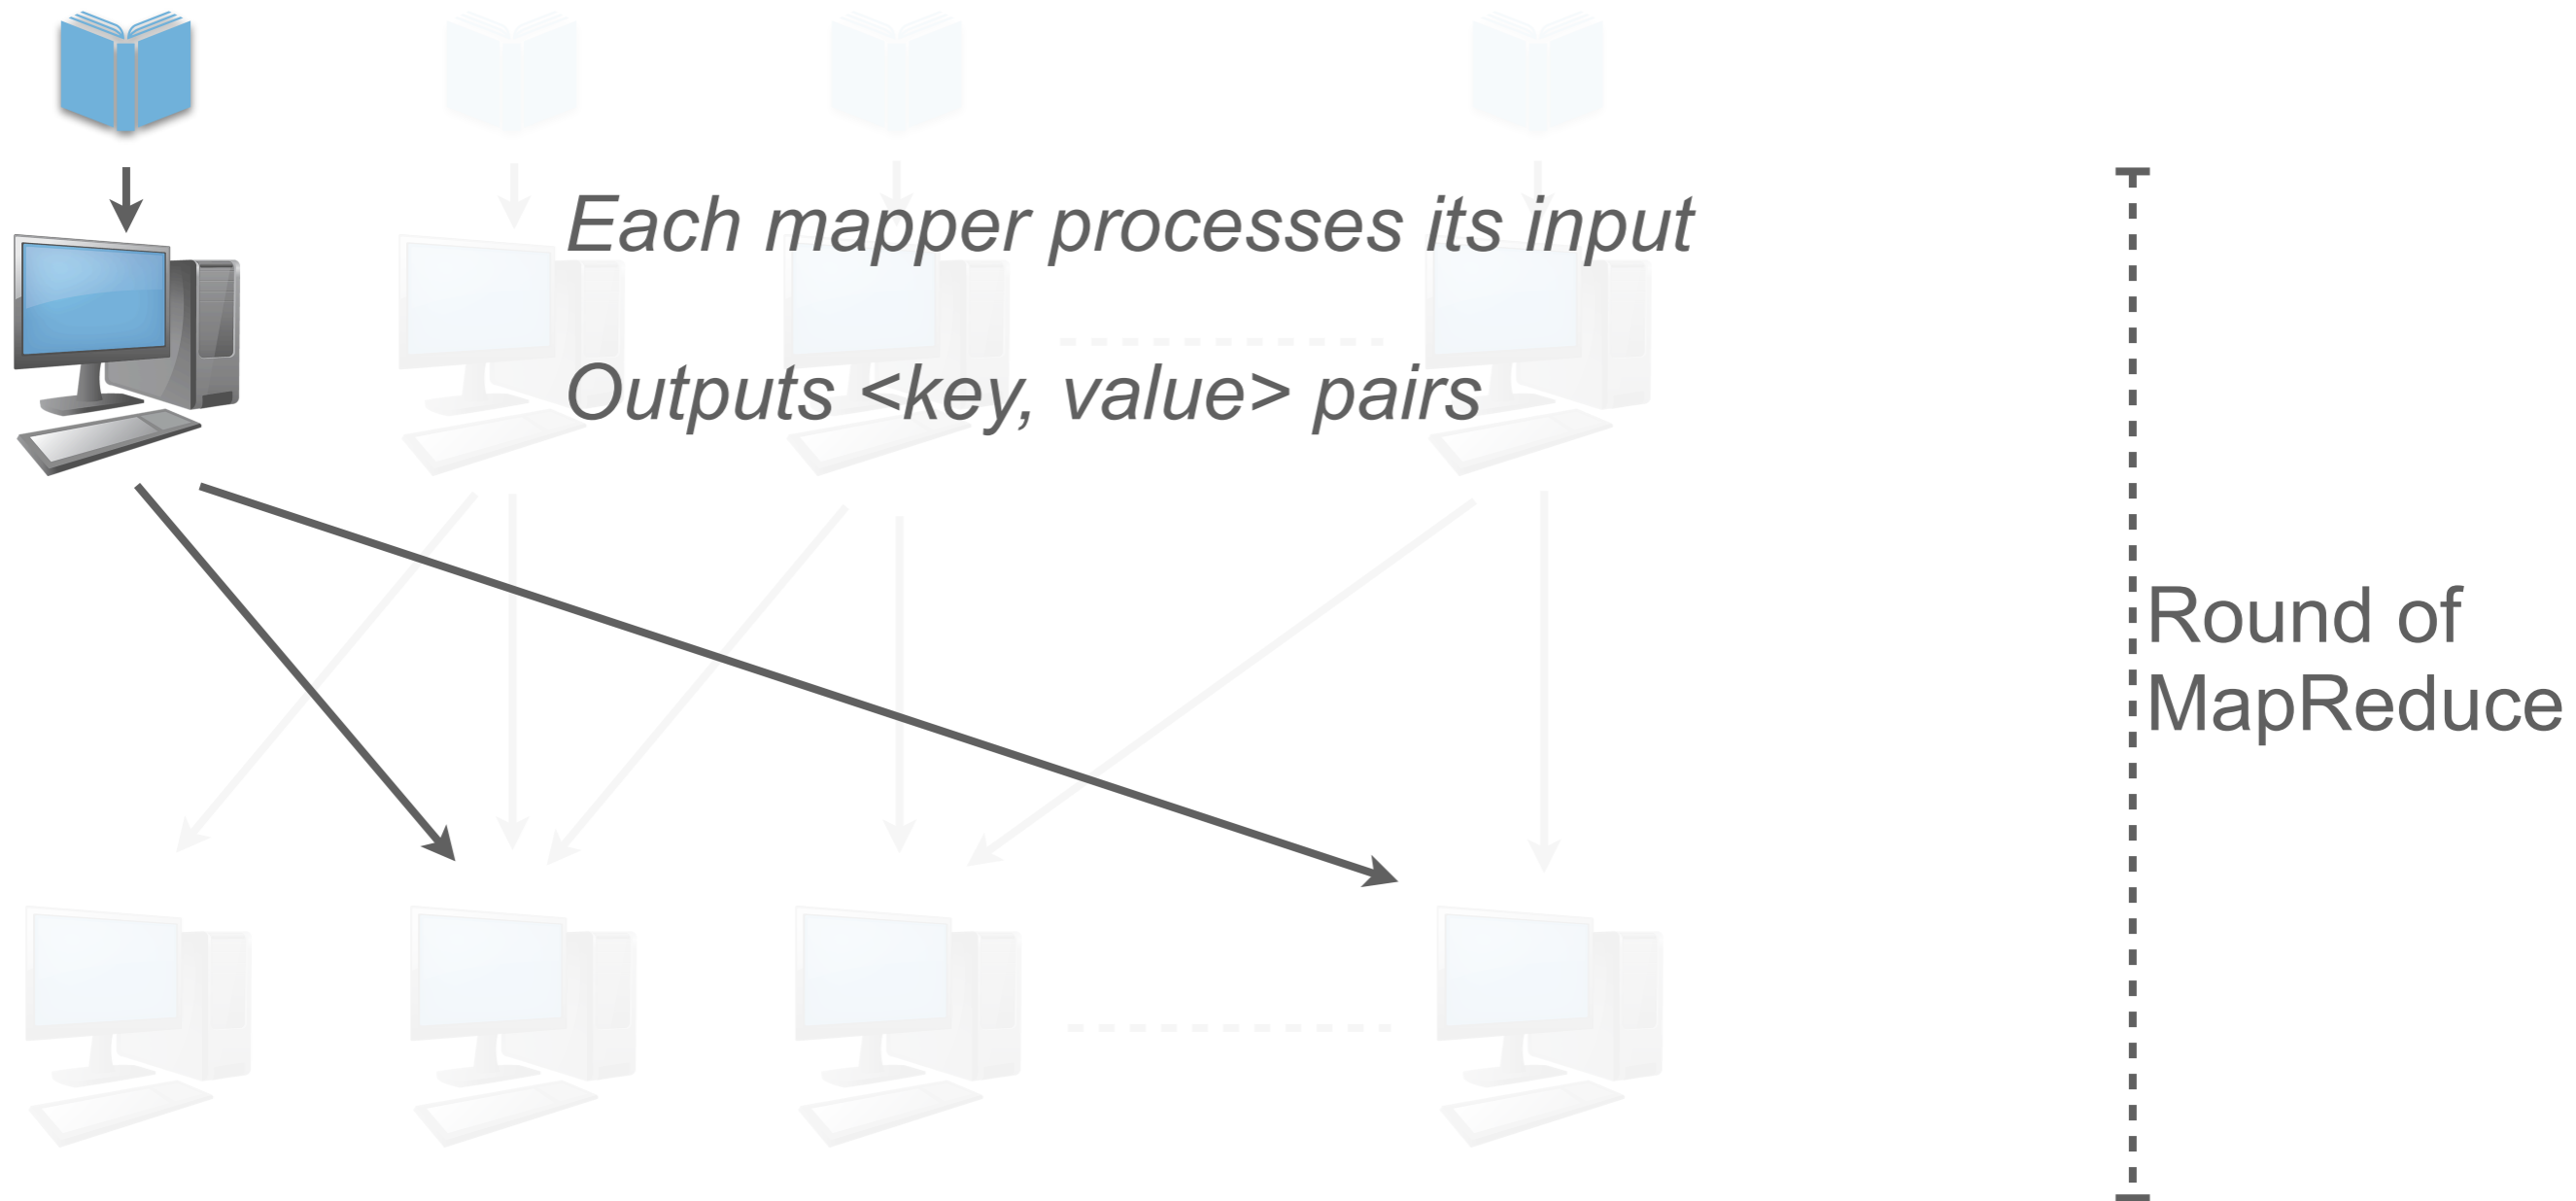 Each mapper processes its input
Outputs <key, value> pairs
Round of
MapReduce